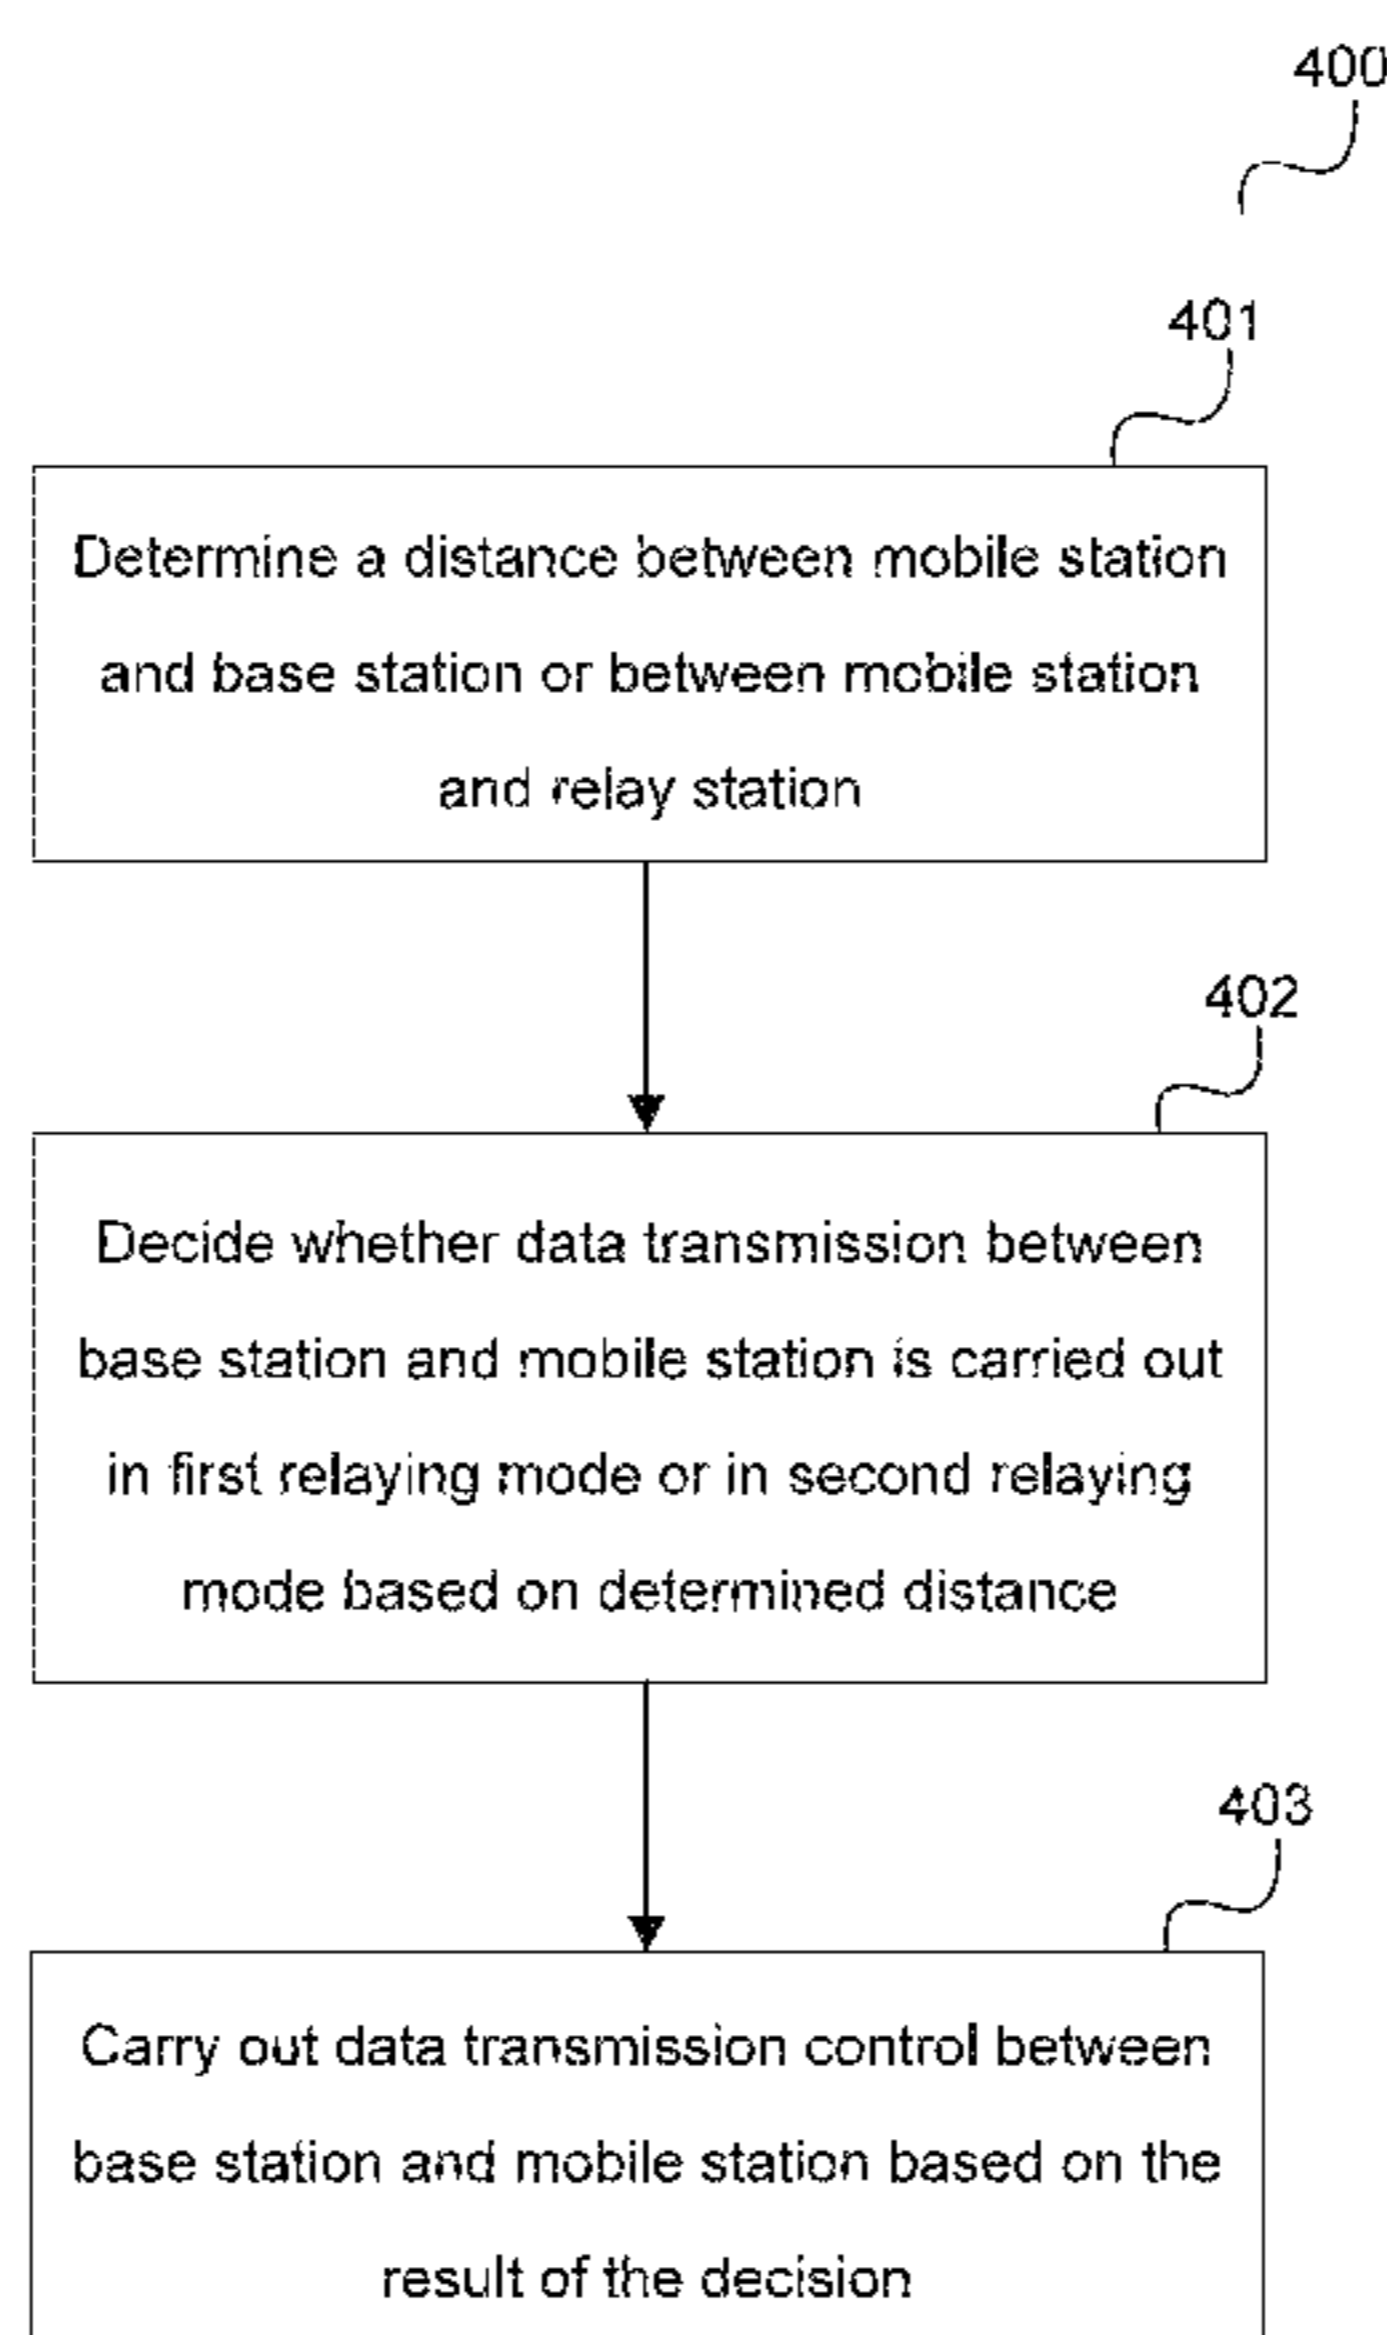 400
401
Determine a distance between mobile station
and base station or between mobile station
and relay station
402
Decide whether data transmission between
base station and mobile station is carried out
in first relaying mode or in second relaying
mode based on determined distance
403
Carry out data transmission control between
base station and mobile station based on the
result of the decision